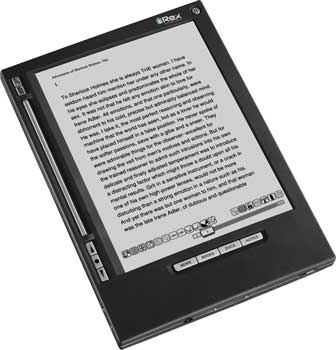 iRex
Adventures of Sherlock Holmes, The
1.
To Sherlock Holmes she is always THE woman. I have
seldom heard him mention her under any other name. In
his eyes she eclipses and predominates the whole of her
sex. It was not that he felt any emotion akin to love for
Irene Adler. All emotions, and that one particularly, were
abhorrent to his cold, precise but admirably balanced mind.
He was, I take it, the most perfect reasoning and observing
machine that the world has seen, but as a lover he would
have placed himself in a false position. He never spoke of
the softer passions, save with a gibe and a sneer. They
were admirable things for the observer--excellent for
drawing the veil from men's motives and actions. But for
the trained reasoner to admit such intrusions into his own
delicate and finely adjusted temperament was to introduce
a distracting factor which might throw a doubt upon all his
mental results. Grit in a sensitive instrument, or a crack in
one of his own high-power lenses, would not be more
disturbing than a strong emotion in a nature such as his.
And yet there was but one woman to him, and that woman
was the late Irene Adler, of dubious and questionable
NEWS BOOKS DOCS NOTES